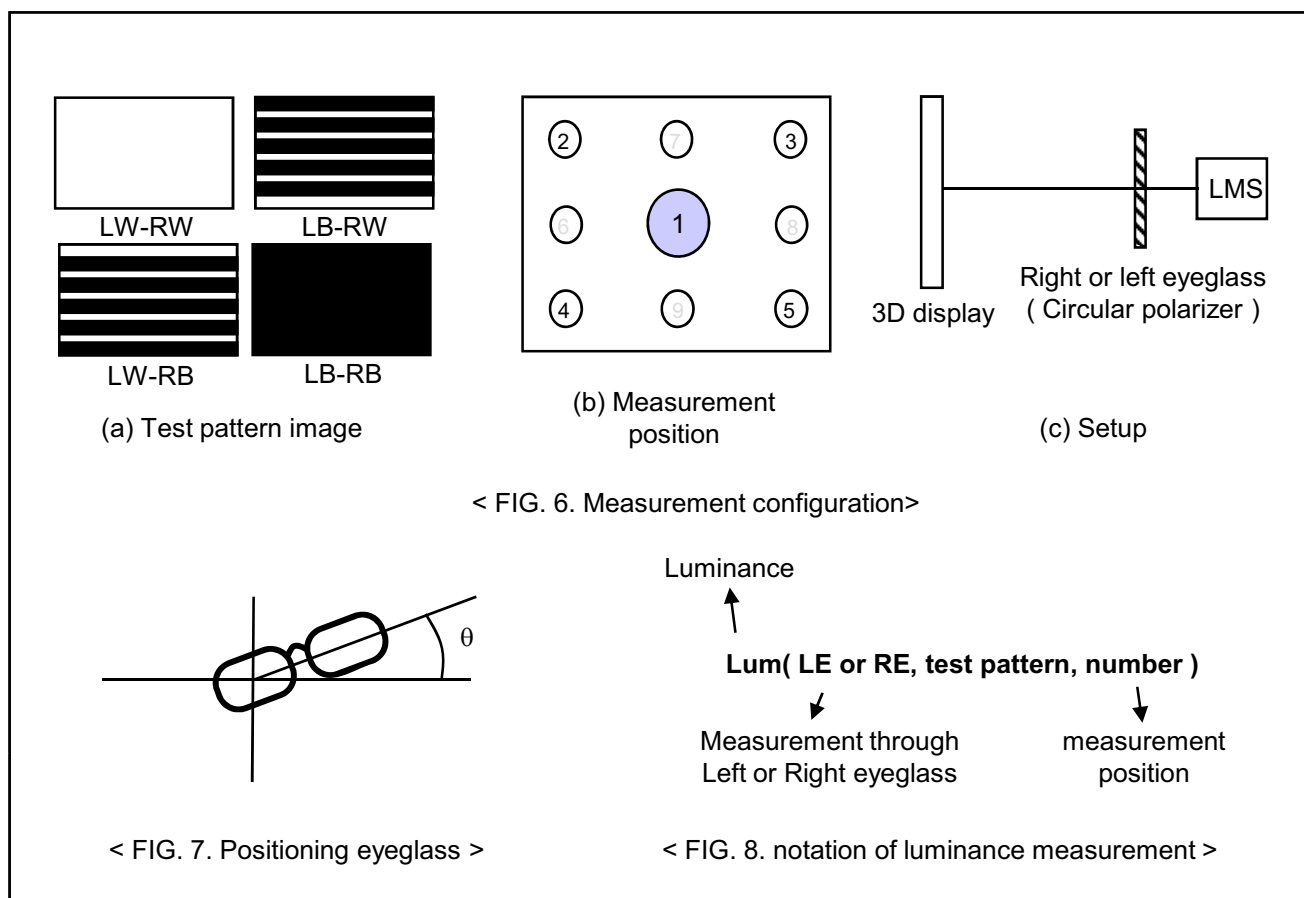 LW-RW
LB-RW
LW-RB
LB-RB
(a) Test pattern image
2
7
3
6
1
8
4
9
5
(b) Measurement
position
LMS
3D display
Right or left eyeglass
( Circular polarizer )
(c) Setup
< FIG. 6. Measurement configuration>
θ
< FIG. 7. Positioning eyeglass >
Luminance
Lum( LE or RE, test pattern, number )
Measurement through
Left or Right eyeglass
measurement
position
< FIG. 8. notation of luminance measurement >